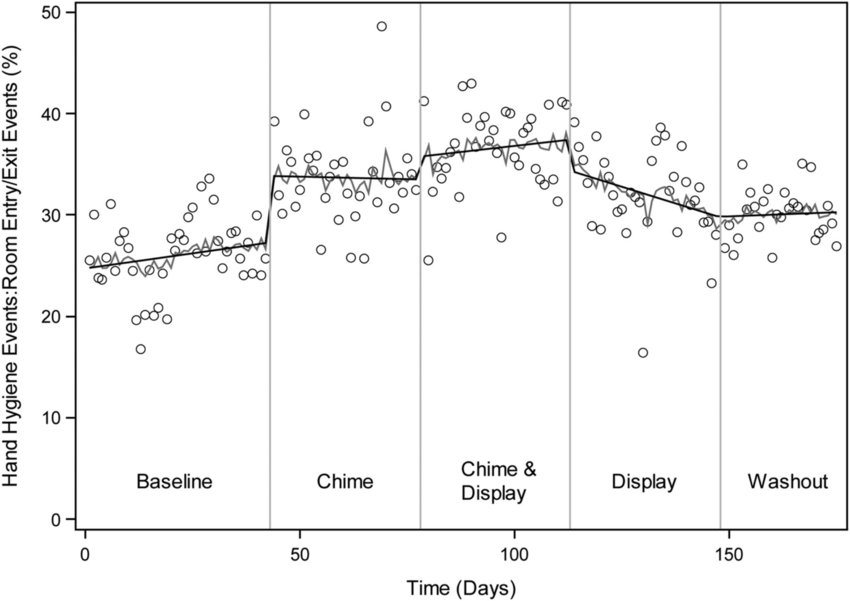 Hand Hygiene Events:Room Entry/Exit Events (%)
50
40
30
20
10
0
Baseline
Chime
Chime &
Display
Display
Washout
0
50
100
150
Time (Days)